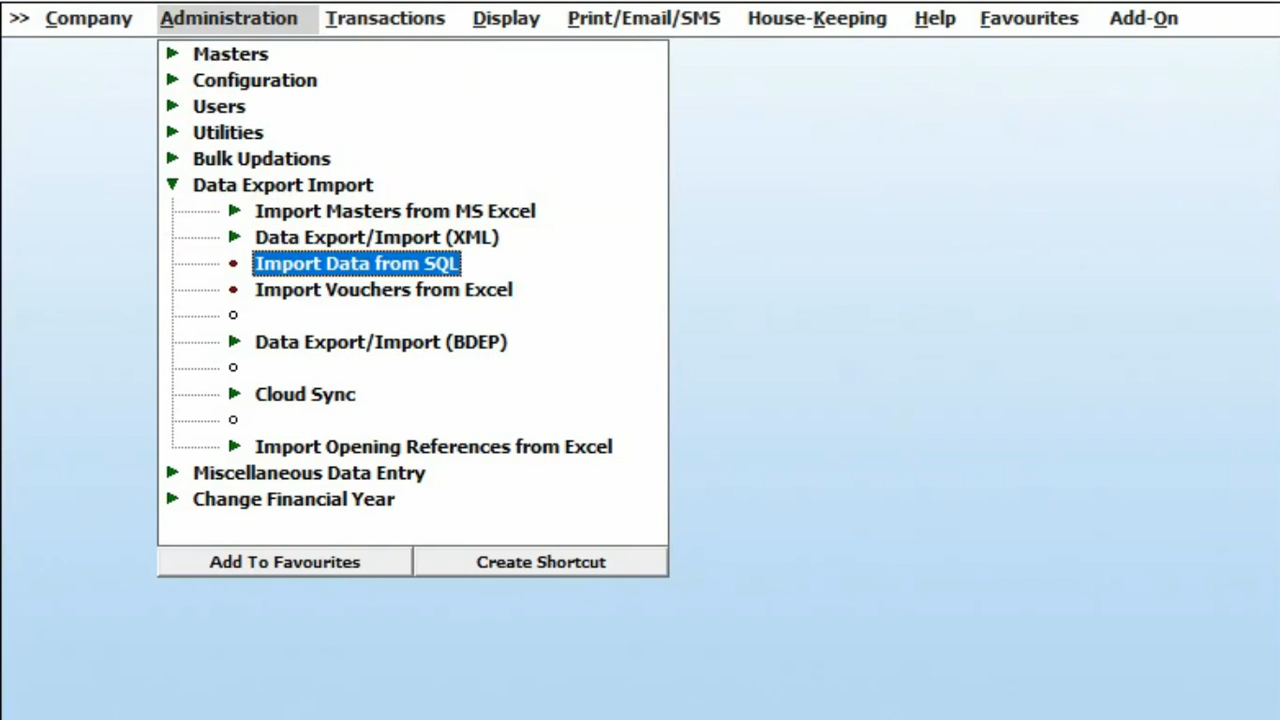 >> Company Administration Transactions Display Print/Email/SMS House-Keeping Help Favourites Add-On
Masters
Configuration
Users
Utilities
Bulk Updations
Data Export Import
Import Masters from MS Excel
Data Export/Import (XML)
Import Data from SQL
Import Vouchers from Excel
Data Export/Import (BDEP)
Cloud Sync
Import Opening References from Excel
Miscellaneous Data Entry
Change Financial Year
Add To Favourites Create Shortcut